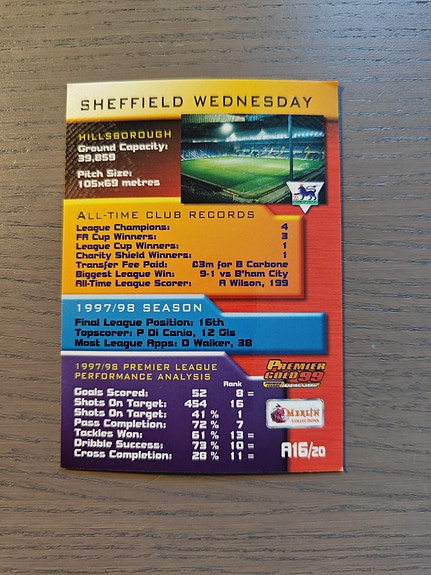 SHEFFIELD WEDNESDAY
HILLSBOROUGH
Ground Capacity:
39,859
Pitch Size:
105x69 metres
ALL-TIME CLUB RECORDS
League Champions: 4
FA Cup Winners: 3
League Cup Winners: 1
Charity Shield Winners: 1
Transfer Fee Paid: £3m for B Carbone
Biggest League Win: 9-1 vs B'ham City
All-Time League Scorer: A Wilson, 199
1997/98 SEASON
Final League Position: 16th
Topscorer: P Di Canio, 12 Gls
Most League Apps: D Walker, 38
1997/98 PREMIER LEAGUE
PERFORMANCE ANALYSIS
Rank
Goals Scored: 52 8 =
Shots On Target: 454 16
Shots On Target: 41 % 1
Pass Completion: 72 % 7
Tackles Won: 61 % 13 =
Dribble Success: 73 % 10 =
Cross Completion: 28 % 11 =
PREMIER
GOLD 99
MERLIN
COLLECTIONS
A16/20